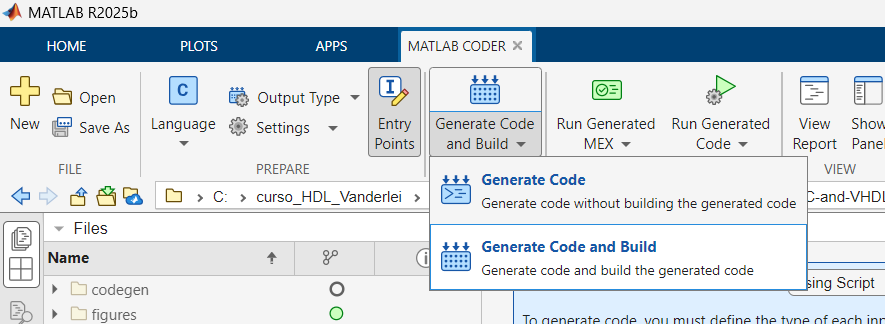 MATLAB R2025b
HOME
PLOTS
APPS
MATLAB CODER
New
Open
Save As
FILE
C
Language
Output Type
Settings
PREPARE
Entry
Points
Generate Code
and Build
Run Generated
MEX
Run Generated
Code
View
Report
Show
Panel
VIEW
C:
curso_HDL_Vanderlei
C-and-VHDL
Generate Code
Generate code without building the generated code
Generate Code and Build
Generate code and build the generated code
Files
Name
codegen
figures
sing Script
To generate code, you must define the type of each inp